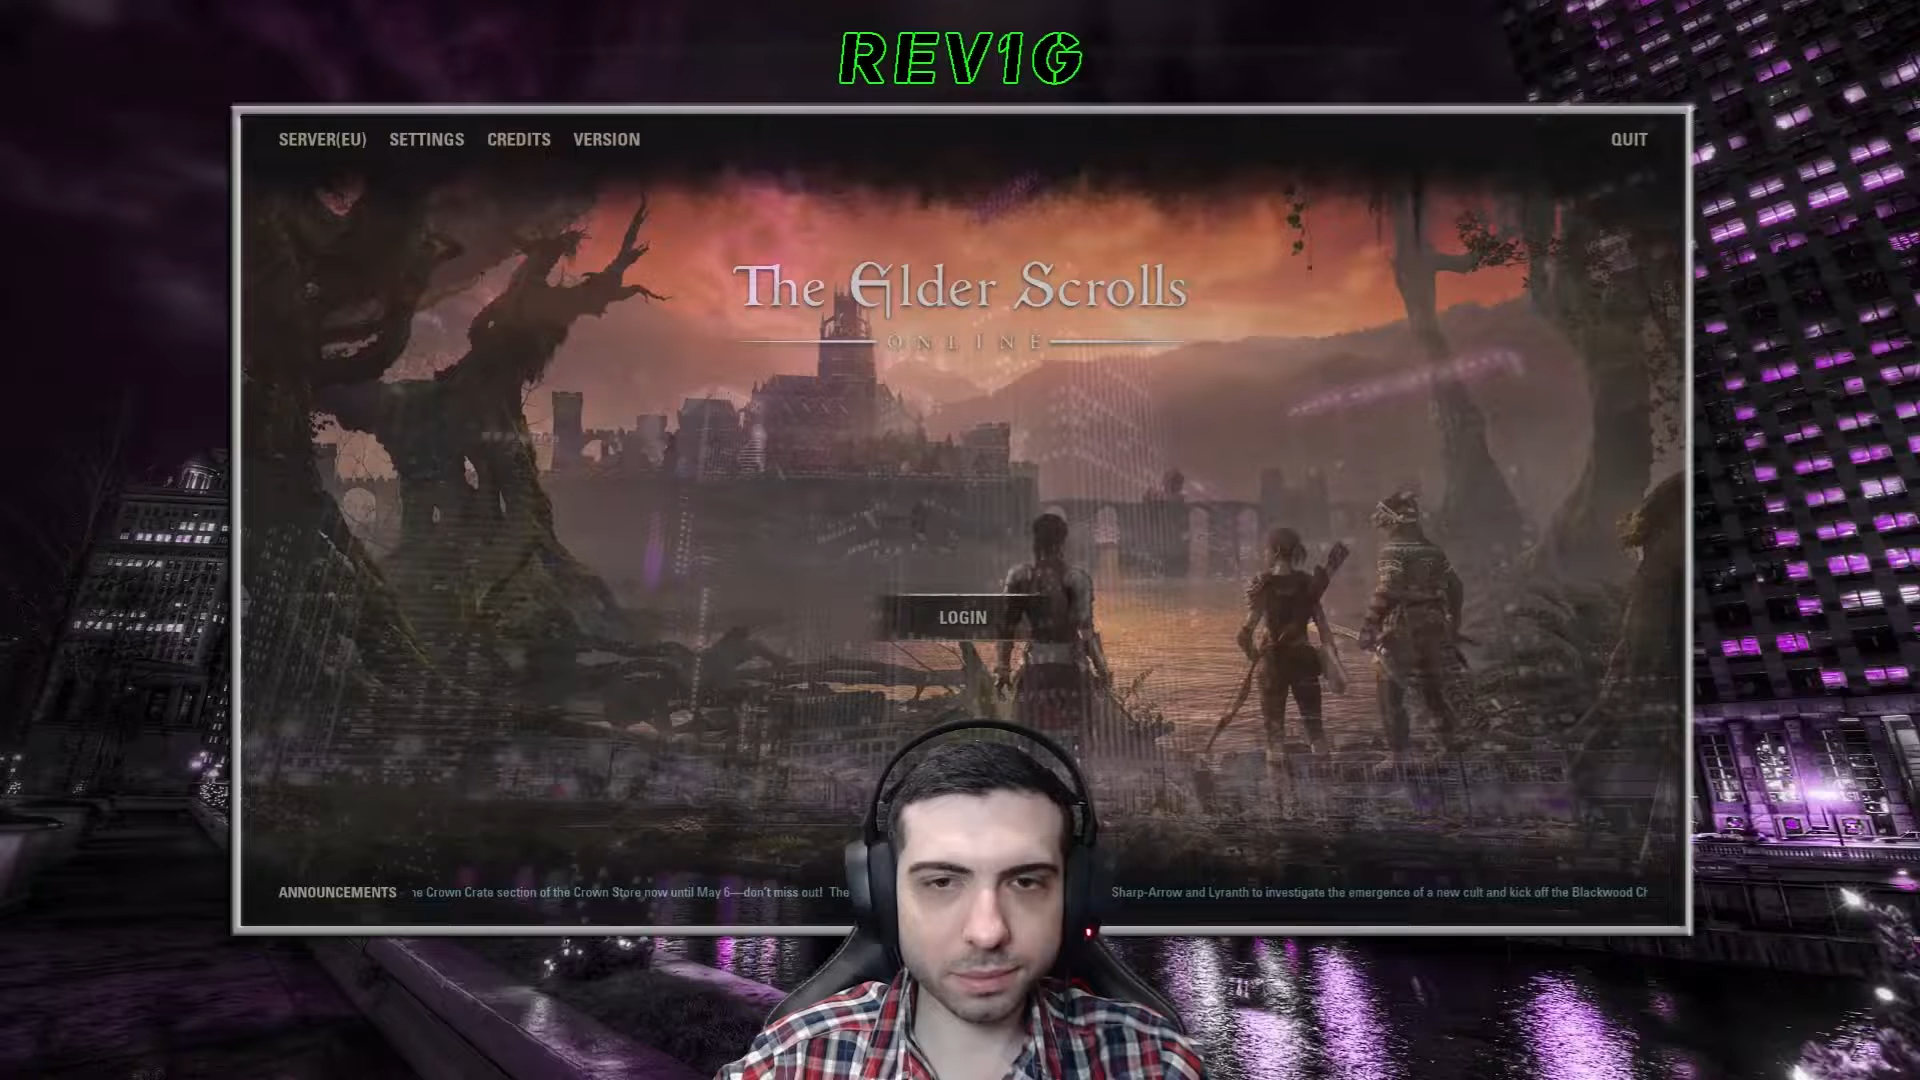 REV1G
SERVER(EU) SETTINGS CREDITS VERSION QUIT
The Elder Scrolls
ONLINE
LOGIN
ANNOUNCEMENTS he Crown Crate section of the Crown Store now until May 6—don't miss out! The Sharp-Arrow and Lyranth to investigate the emergence of a new cult and kick off the Blackwood Ch